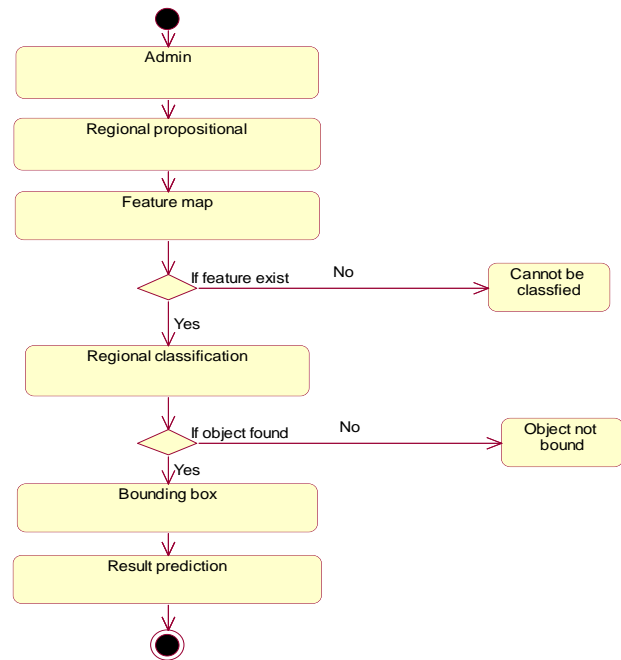 Admin
Regional propositional
Feature map
If feature exist
No
Cannot be
classfied
Yes
Regional classification
If object found
No
Object not
bound
Yes
Bounding box
Result prediction